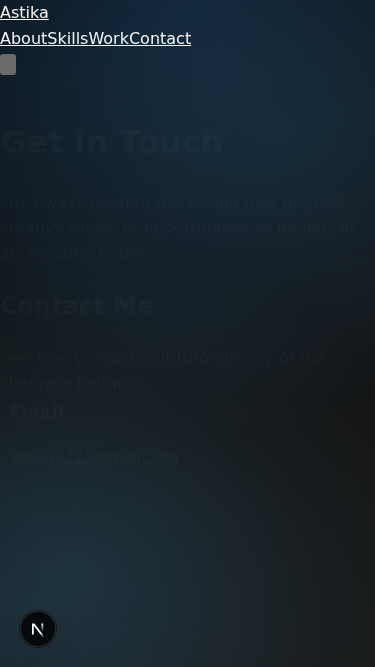 Astika
AboutSkillsWorkContact
Get in Touch
I'm always open to discussing new projects,
creative ideas, or opportunities to be part of
an amazing team.
Contact Me
Feel free to reach out through any of the
channels below.
Email
astika322@gmail.com
N